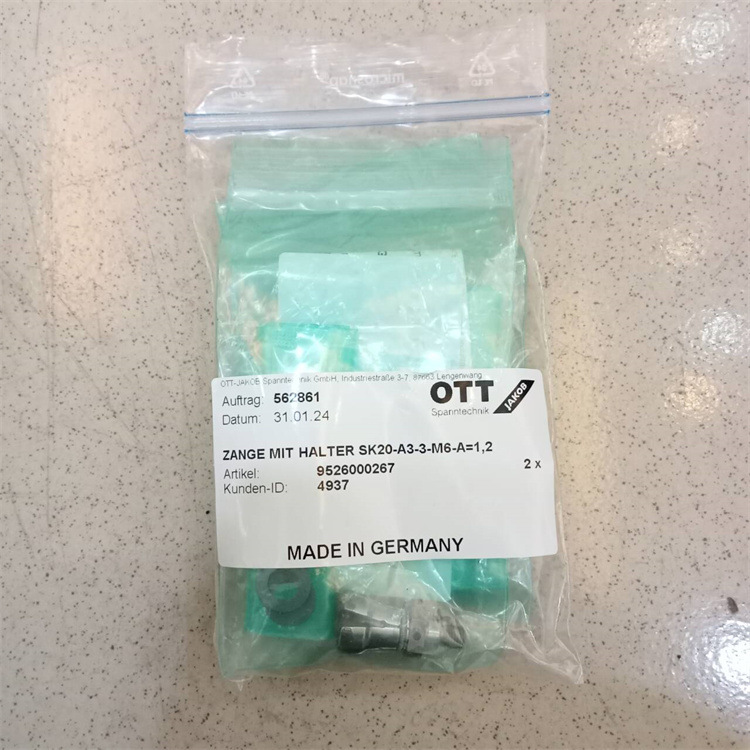 OTT-JAKOB Spanntechnik GmbH, Industriestraße 3-7, 87663 Lengenwang
Auftrag: 562861
Datum: 31.01.24
OTT
JAKOB
Spanntechnik
ZANGE MIT HALTER SK20-A3-3-M6-A=1,2
Artikel: 9526000267
2 x
Kunden-ID: 4937
MADE IN GERMANY